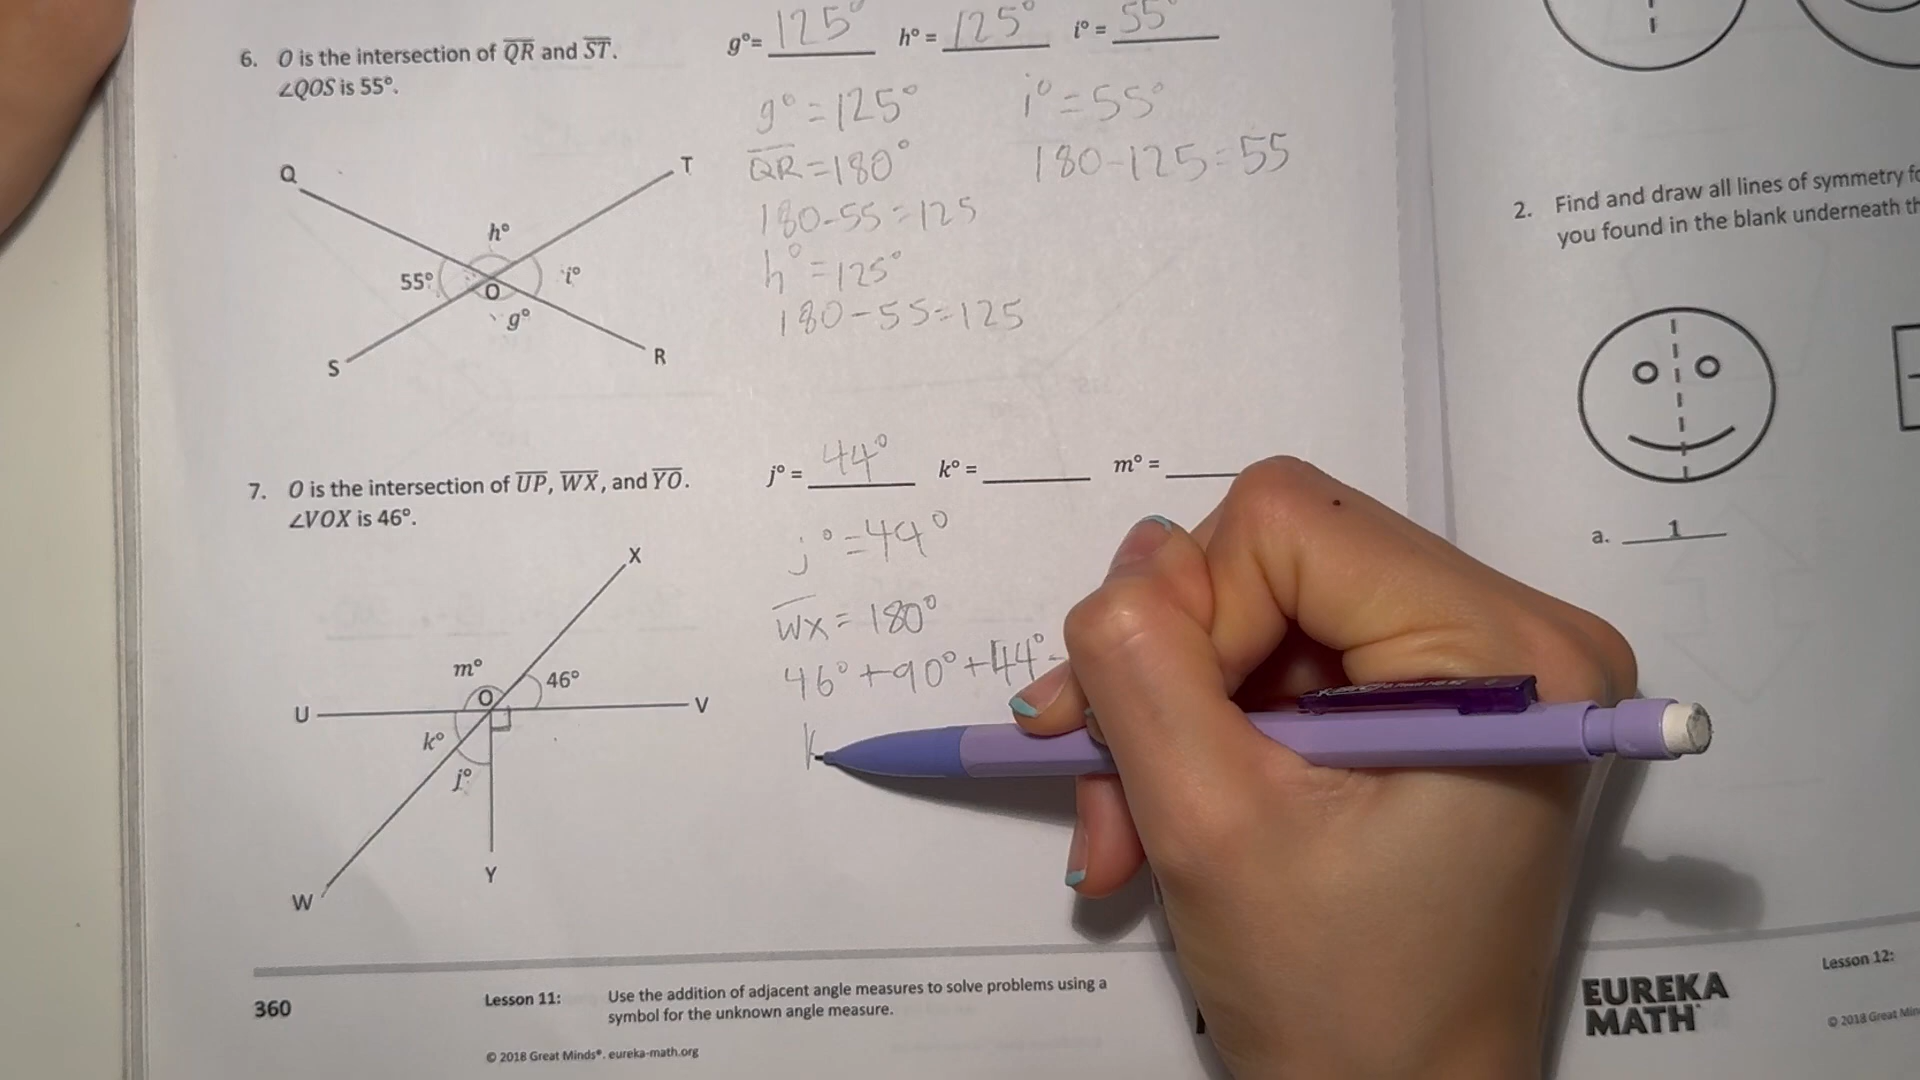 6. O is the intersection of QR and ST.
∠QOS is 55°.
g°= 125° h° = 125° i° = 55°
g° = 125° i° = 55°
QR = 180° 180-125=55
180-55=125
h° = 125°
180-55=125
Q
T
h°
55°
i°
O
g°
S
R
7. O is the intersection of UP, WX, and YO.
∠VOX is 46°.
j° = 44° k° = m° =
j° = 44°
WX = 180°
46° + 90° + 44° -
k
X
m°
46°
O
U
V
k°
j°
Y
W
360
Lesson 11: Use the addition of adjacent angle measures to solve problems using a
symbol for the unknown angle measure.
© 2018 Great Minds®. eureka-math.org
2. Find and draw all lines of symmetry
you found in the blank underneath
a. 1
EUREKA
MATH
Lesson 12:
© 2018 Great